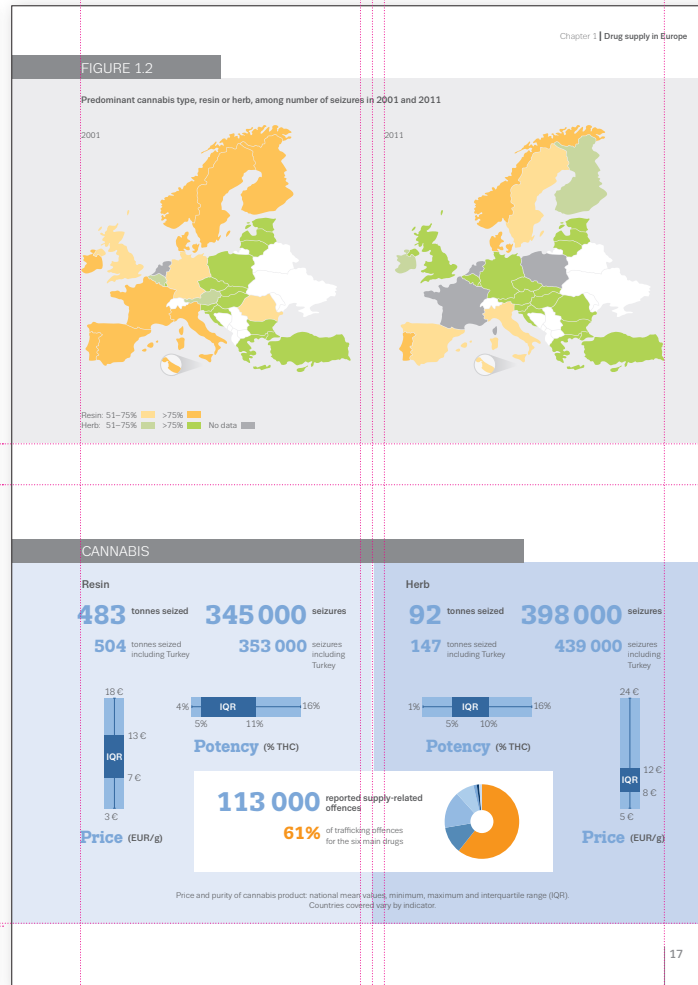 Chapter 1 | Drug supply in Europe
FIGURE 1.2
Predominant cannabis type, resin or herb, among number of seizures in 2001 and 2011
2001
2011
Resin: 51–75% >75%
Herb: 51–75% >75% No data
CANNABIS
Resin
483 tonnes seized
345 000 seizures
504 tonnes seized
including Turkey
353 000 seizures
including
Turkey
18 €
13 €
IQR
7 €
3 €
Price (EUR/g)
4% IQR 16%
5% 11%
Potency (% THC)
Herb
92 tonnes seized
398 000 seizures
147 tonnes seized
including Turkey
439 000 seizures
including
Turkey
1% IQR 16%
5% 10%
Potency (% THC)
24 €
12 €
IQR
8 €
5 €
Price (EUR/g)
113 000 reported supply-related
offences
61% of trafficking offences
for the six main drugs
Price and purity of cannabis product: national mean values, minimum, maximum and interquartile range (IQR).
Countries covered vary by indicator.
17